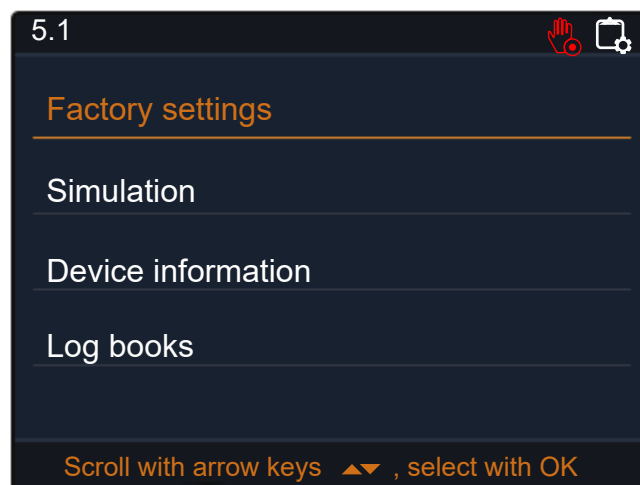 5.1
Factory settings
Simulation
Device information
Log books
Scroll with arrow keys ▲▼ , select with OK